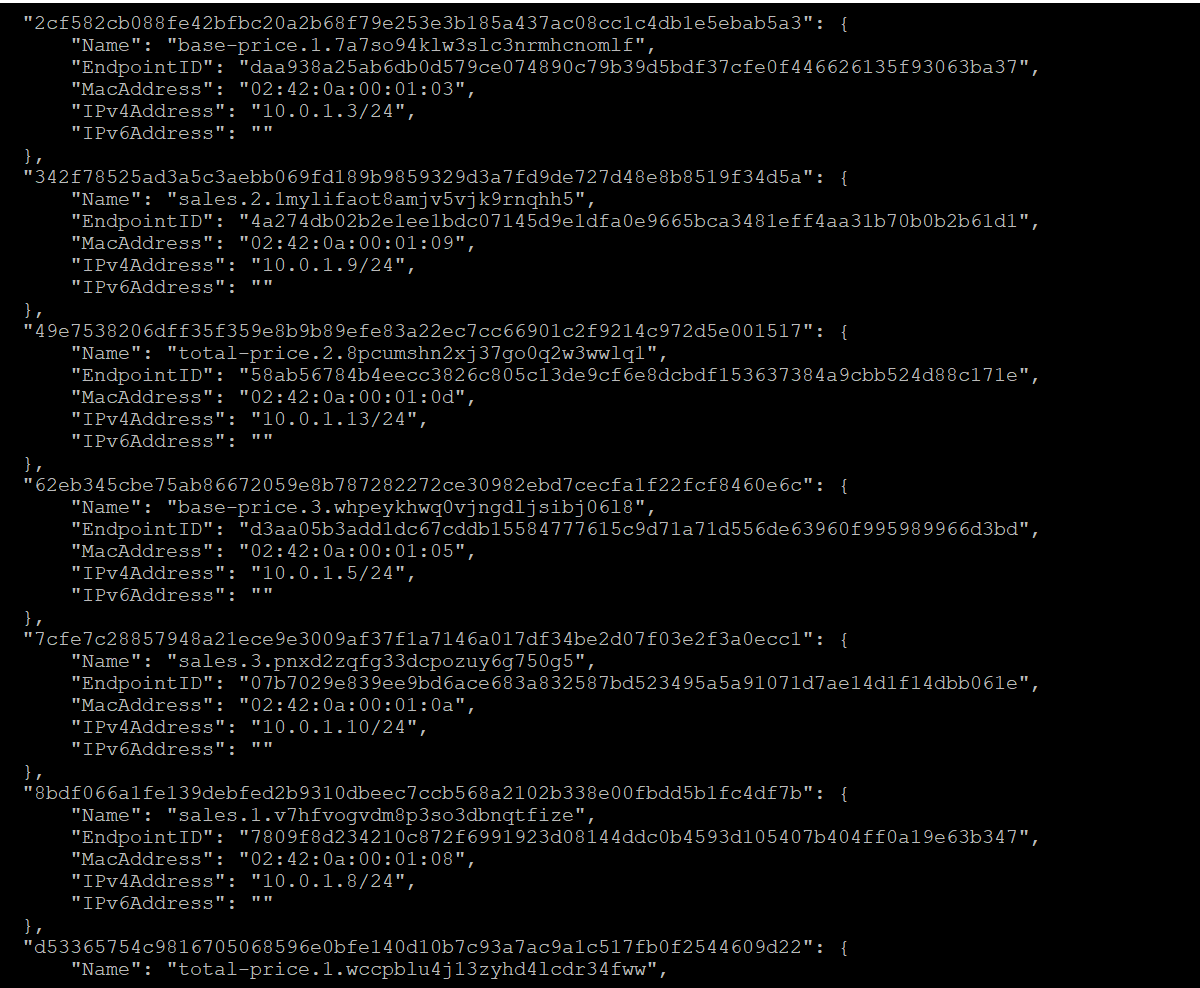 "2cf582cb088fe42bfbc20a2b68f79e253e3b185a437ac08cc1c4db1e5ebab5a3": {
"Name": "base-price.1.7a7so94klw3slc3nrmhcnomlf",
"EndpointID": "daa938a25ab6db0d579ce074890c79b39d5bdf37cfe0f446626135f93063ba37",
"MacAddress": "02:42:0a:00:01:03",
"IPv4Address": "10.0.1.3/24",
"IPv6Address": ""
},
"342f78525ad3a5c3aebb069fd189b9859329d3a7fd9de727d48e8b8519f34d5a": {
"Name": "sales.2.1mylifaot8amjv5vjk9rnqhh5",
"EndpointID": "4a274db02b2e1ee1bdc07145d9e1dfa0e9665bca3481eff4aa31b70b0b2b61d1",
"MacAddress": "02:42:0a:00:01:09",
"IPv4Address": "10.0.1.9/24",
"IPv6Address": ""
},
"49e7538206dff35f359e8b9b89efe83a22ec7cc66901c2f9214c972d5e001517": {
"Name": "total-price.2.8pcumshn2xj37go0q2w3wwlq1",
"EndpointID": "58ab56784b4eecc3826c805c13de9cf6e8dcbdf153637384a9cbb524d88c171e",
"MacAddress": "02:42:0a:00:01:0d",
"IPv4Address": "10.0.1.13/24",
"IPv6Address": ""
},
"62eb345cbe75ab86672059e8b787282272ce30982ebd7cecfa1f22fcf8460e6c": {
"Name": "base-price.3.whpeykhwq0vjngdljsibj06l8",
"EndpointID": "d3aa05b3add1dc67cddb15584777615c9d71a71d556de63960f995989966d3bd",
"MacAddress": "02:42:0a:00:01:05",
"IPv4Address": "10.0.1.5/24",
"IPv6Address": ""
},
"7cfe7c28857948a21ece9e3009af37f1a7146a017df34be2d07f03e2f3a0ecc1": {
"Name": "sales.3.pnxd2zqfg33dcpozuy6g750g5",
"EndpointID": "07b7029e839ee9bd6ace683a832587bd523495a5a91071d7ae14d1f14dbb061e",
"MacAddress": "02:42:0a:00:01:0a",
"IPv4Address": "10.0.1.10/24",
"IPv6Address": ""
},
"8bdf066a1fe139debfed2b9310dbeec7ccb568a2102b338e00fbdd5b1fc4df7b": {
"Name": "sales.1.v7hfvogvdm8p3so3dbnqtfize",
"EndpointID": "7809f8d234210c872f6991923d08144ddc0b4593d105407b404ff0a19e63b347",
"MacAddress": "02:42:0a:00:01:08",
"IPv4Address": "10.0.1.8/24",
"IPv6Address": ""
},
"d53365754c9816705068596e0bfe140d10b7c93a7ac9a1c517fb0f2544609d22": {
"Name": "total-price.1.wccpblu4j13zyhd4lcdr34fww",